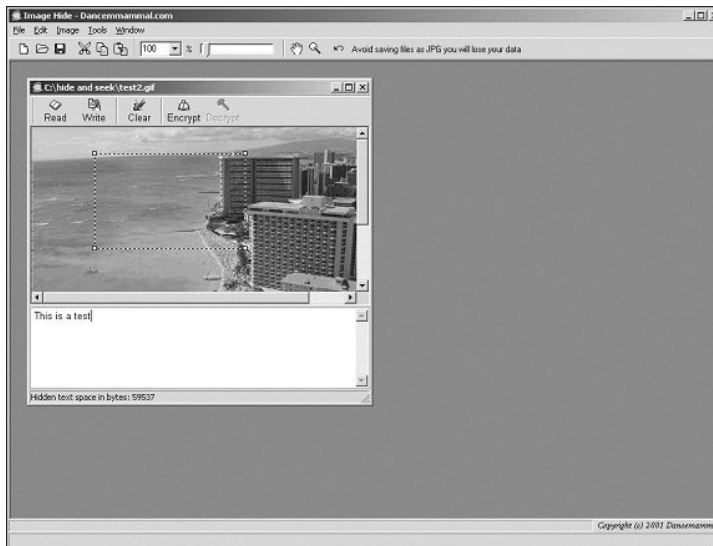 Image Hide - Dancemmammal.com
File Edit Image Tools Window
100 % Avoid saving files as JPG you will lose your data
C:\hide and seek\test2.gif
Read Write Clear Encrypt Decrypt
This is a test
Hidden text space in bytes: 59537
Copyright (c) 2001 Dancemamm